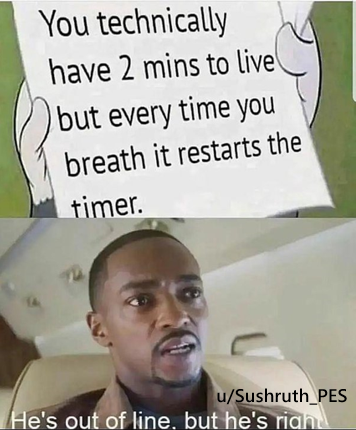 You technically
have 2 mins to live
but every time you
breath it restarts the
timer.
u/Sushruth_PES
He's out of line, but he's right